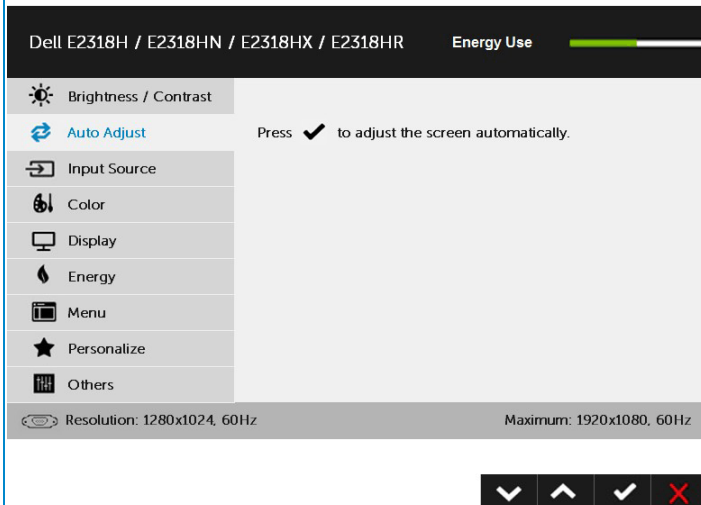 Dell E2318H / E2318HN / E2318HX / E2318HR Energy Use
Brightness / Contrast
Auto Adjust
Press to adjust the screen automatically.
Input Source
Color
Display
Energy
Menu
Personalize
Others
Resolution: 1280x1024, 60Hz Maximum: 1920x1080, 60Hz